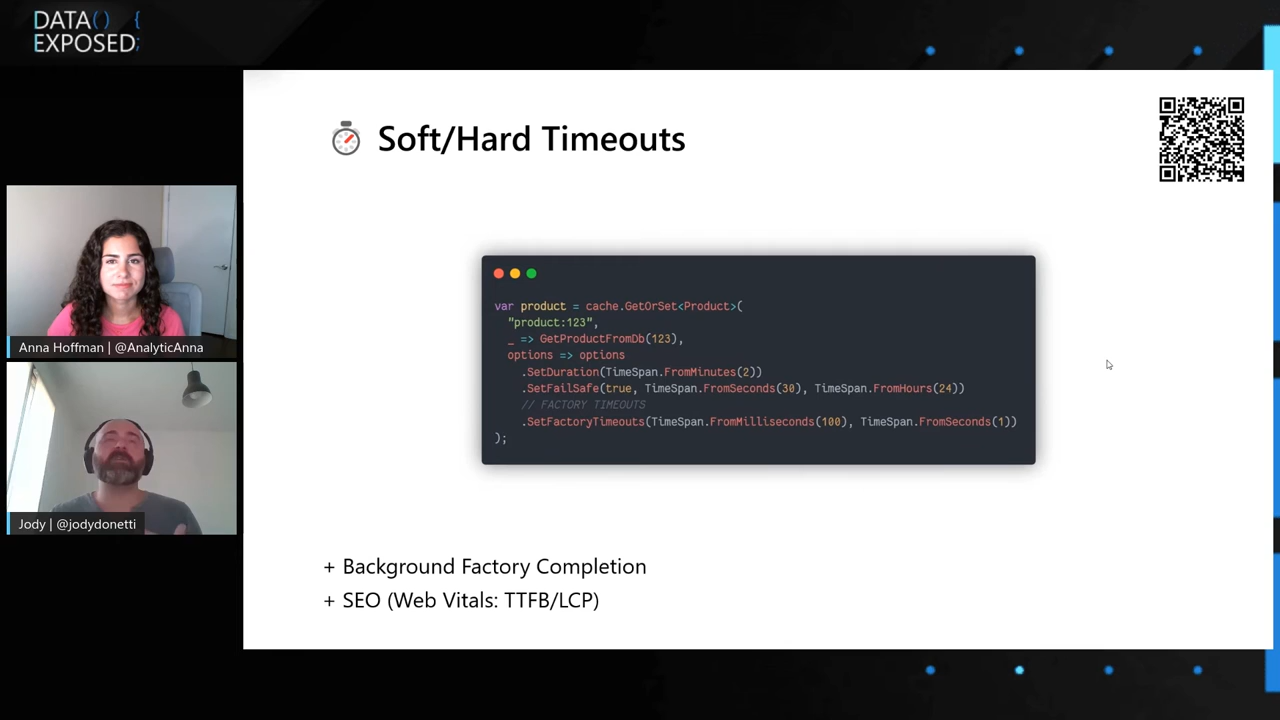 DATA() {
EXPOSED;
Soft/Hard Timeouts
var product = cache.GetOrSet<Product>(
"product:123",
_ => GetProductFromDb(123),
options => options
.SetDuration(TimeSpan.FromMinutes(2))
.SetFailSafe(true, TimeSpan.FromSeconds(30), TimeSpan.FromHours(24))
// FACTORY TIMEOUTS
.SetFactoryTimeouts(TimeSpan.FromMilliseconds(100), TimeSpan.FromSeconds(1))
);
Anna Hoffman | @AnalyticAnna
Jody | @jodydonetti
+ Background Factory Completion
+ SEO (Web Vitals: TTFB/LCP)